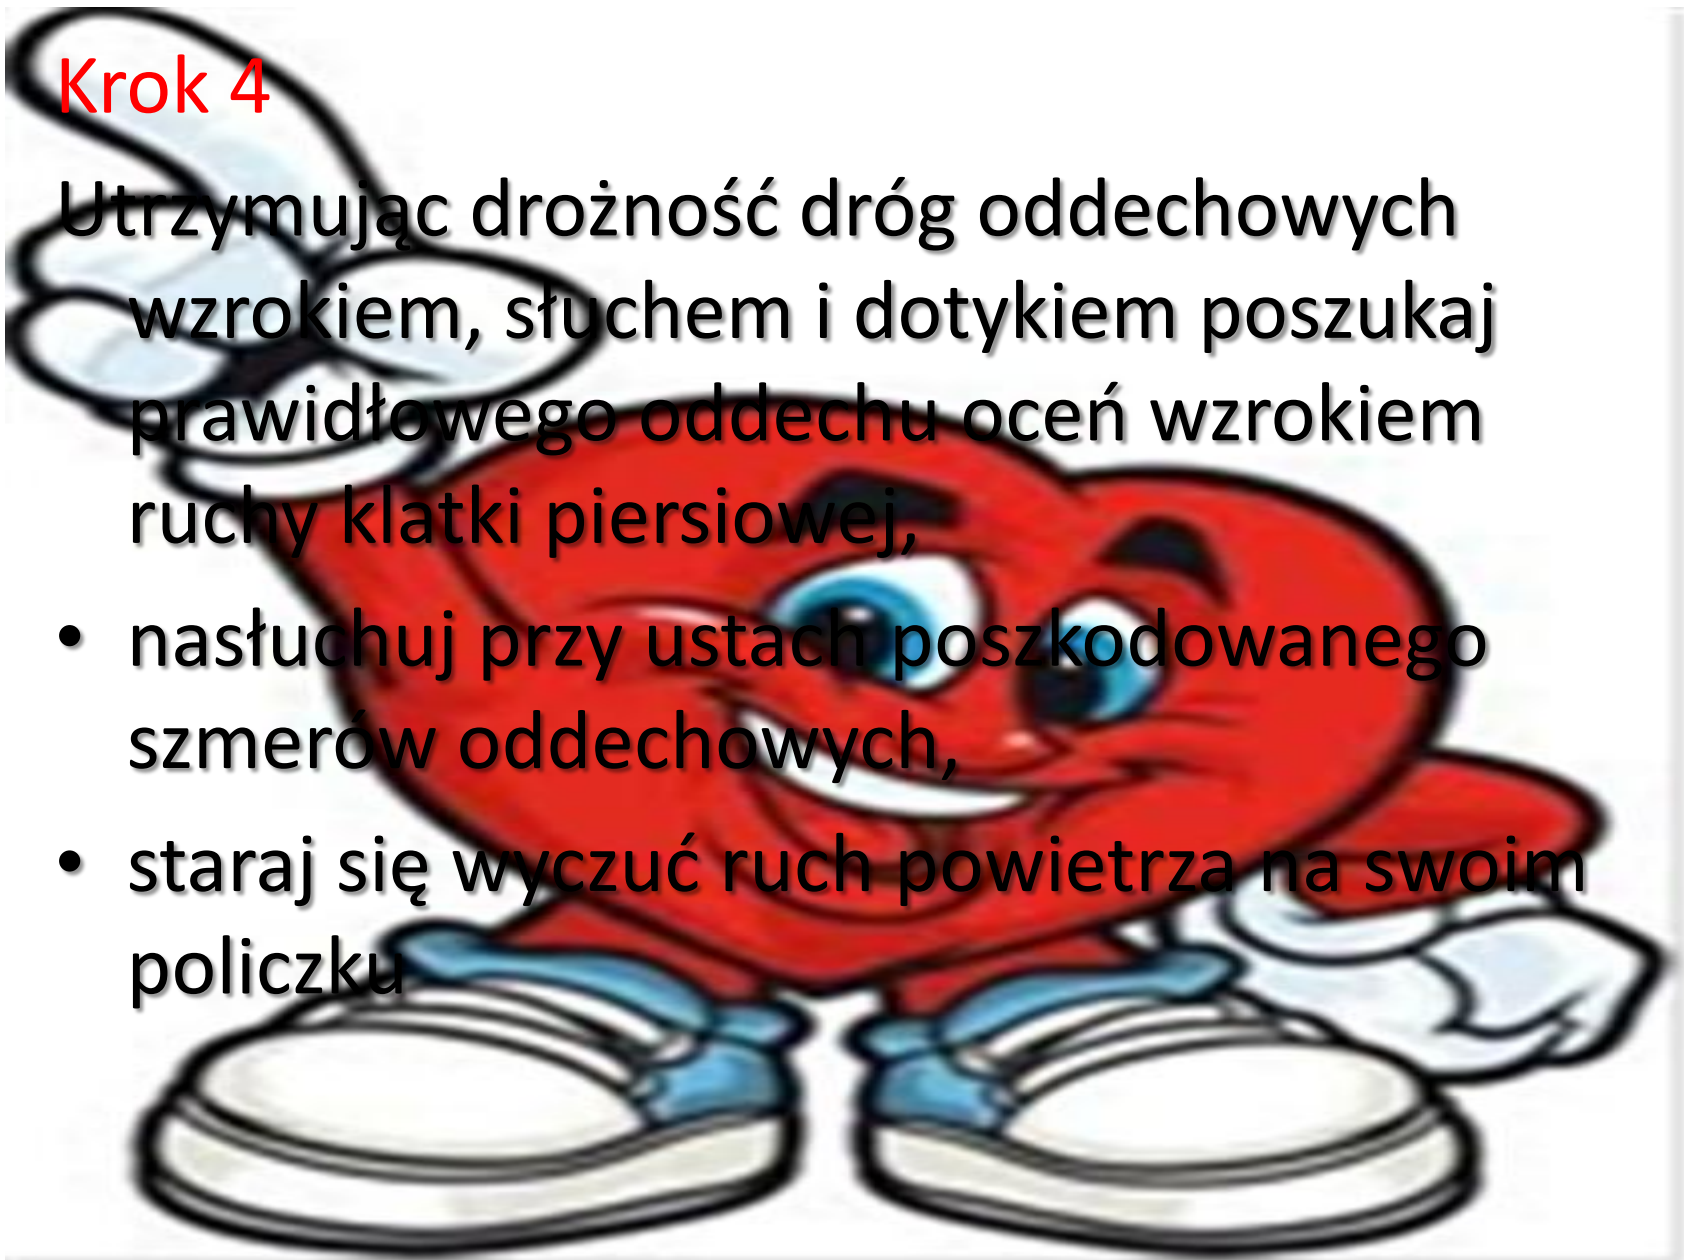 Krok 4
Utrzymując drożność dróg oddechowych
wzrokiem, słuchem i dotykiem poszukaj
prawidłowego oddechu oceń wzrokiem
ruchy klatki piersiowej,
• nasłuchuj przy ustach poszkodowanego
szmerów oddechowych,
• staraj się wyczuć ruch powietrza na swoim
policzku